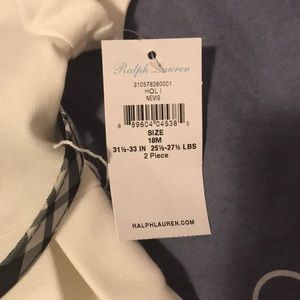 Ralph Lauren
310578280001
HOL I
NEVIS
8 89604 04538 5
SIZE
18M
31½-33 IN 25½-27½ LBS
2 Piece
RALPHLAUREN.COM